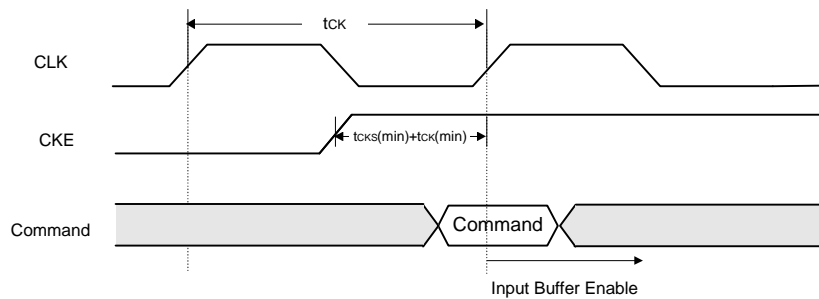 tCK
CLK
CKE
tCKS(min)+tCK(min)
Command
Command
Input Buffer Enable